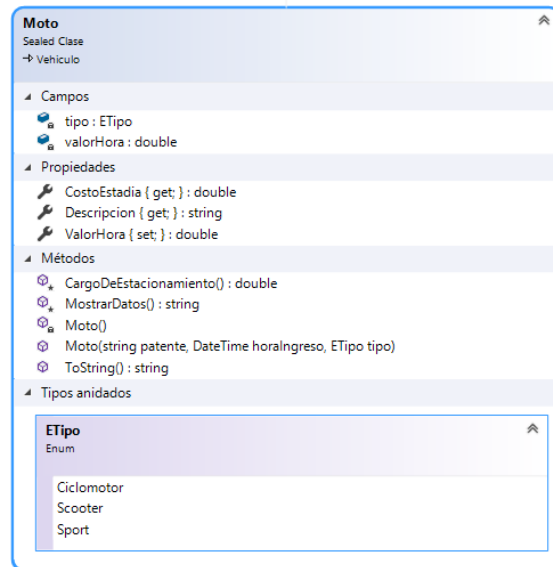 Moto
Sealed Clase
Vehiculo
Campos
tipo : ETipo
valorHora : double
Propiedades
CostoEstadia { get; } : double
Descripcion { get; } : string
ValorHora { set; } : double
Métodos
CargoDeEstacionamiento() : double
MostrarDatos() : string
Moto()
Moto(string patente, DateTime horaIngreso, ETipo tipo)
ToString() : string
Tipos anidados
ETipo
Enum
Ciclomotor
Scooter
Sport